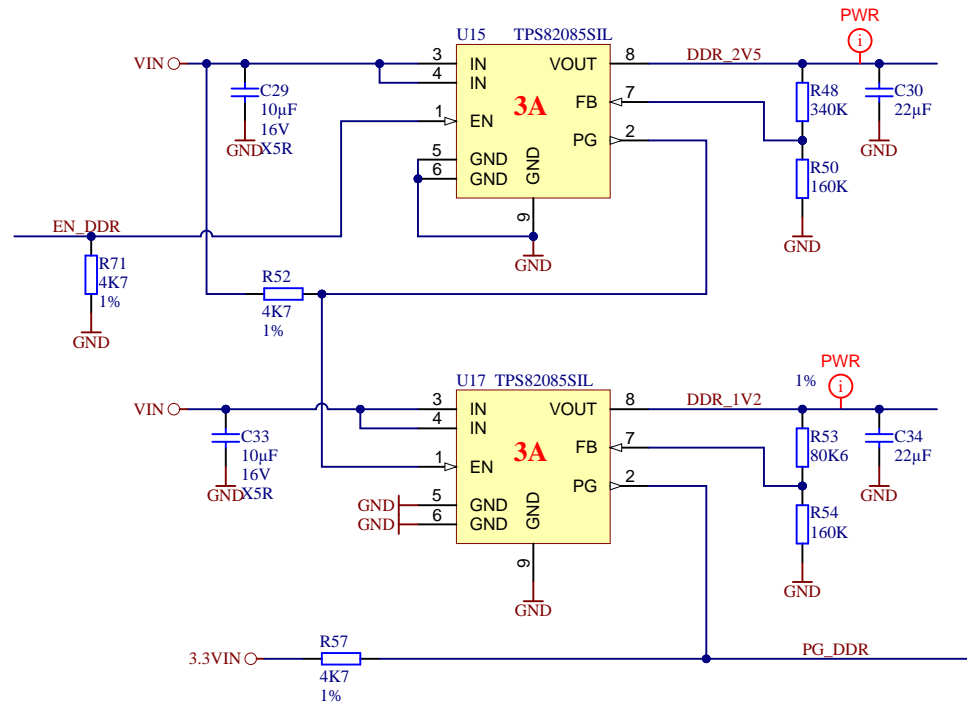 PWR
U15 TPS82085SIL
VIN
3 IN VOUT 8 DDR_2V5
4 IN
C29
10µF
16V
X5R
GND
R48
340K
C30
22µF
GND
3A
FB 7
1 EN
PG 2
5 GND
6 GND
GND
9
GND
R50
160K
GND
EN_DDR
R71
4K7
1%
GND
R52
4K7
1%
PWR
U17 TPS82085SIL
1%
VIN
3 IN VOUT 8 DDR_1V2
4 IN
C33
10µF
16V
X5R
GND
R53
80K6
C34
22µF
GND
3A
FB 7
1 EN
PG 2
GND 5 GND
GND 6 GND
GND
9
GND
R54
160K
GND
R57
3.3VIN
PG_DDR
4K7
1%